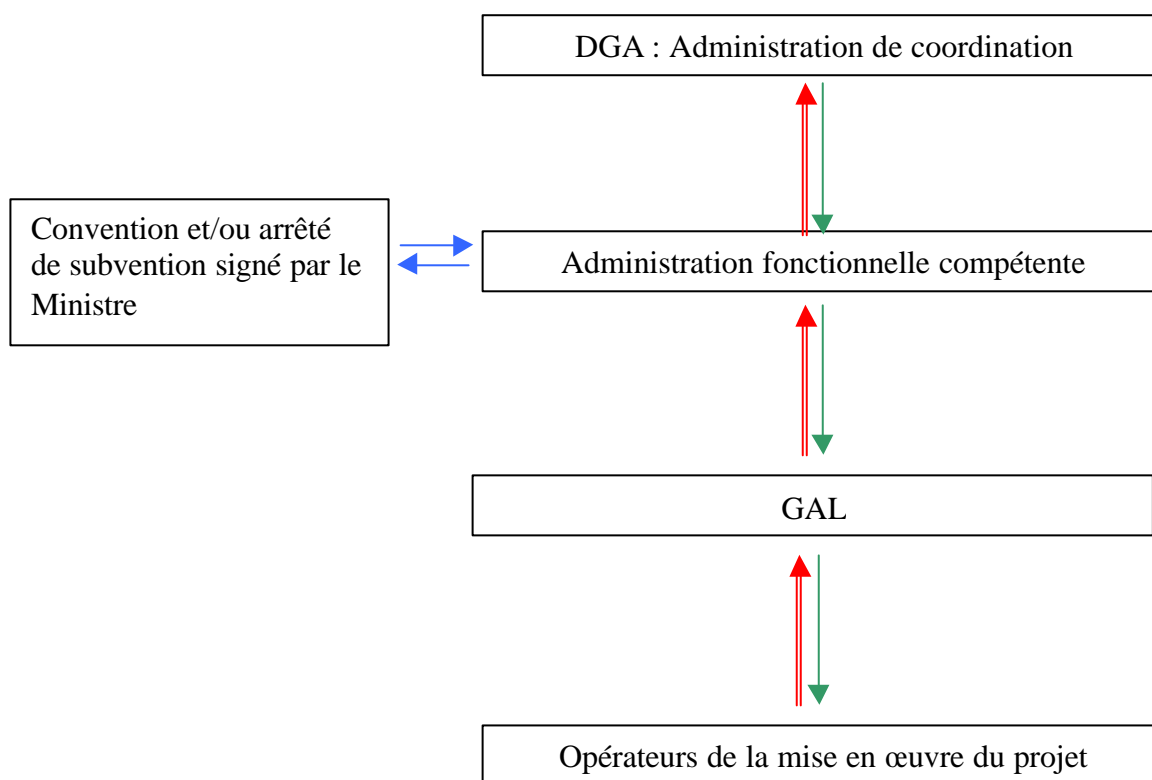 DGA : Administration de coordination
Convention et/ou arrêté
de subvention signé par le
Ministre
Administration fonctionnelle compétente
GAL
Opérateurs de la mise en œuvre du projet